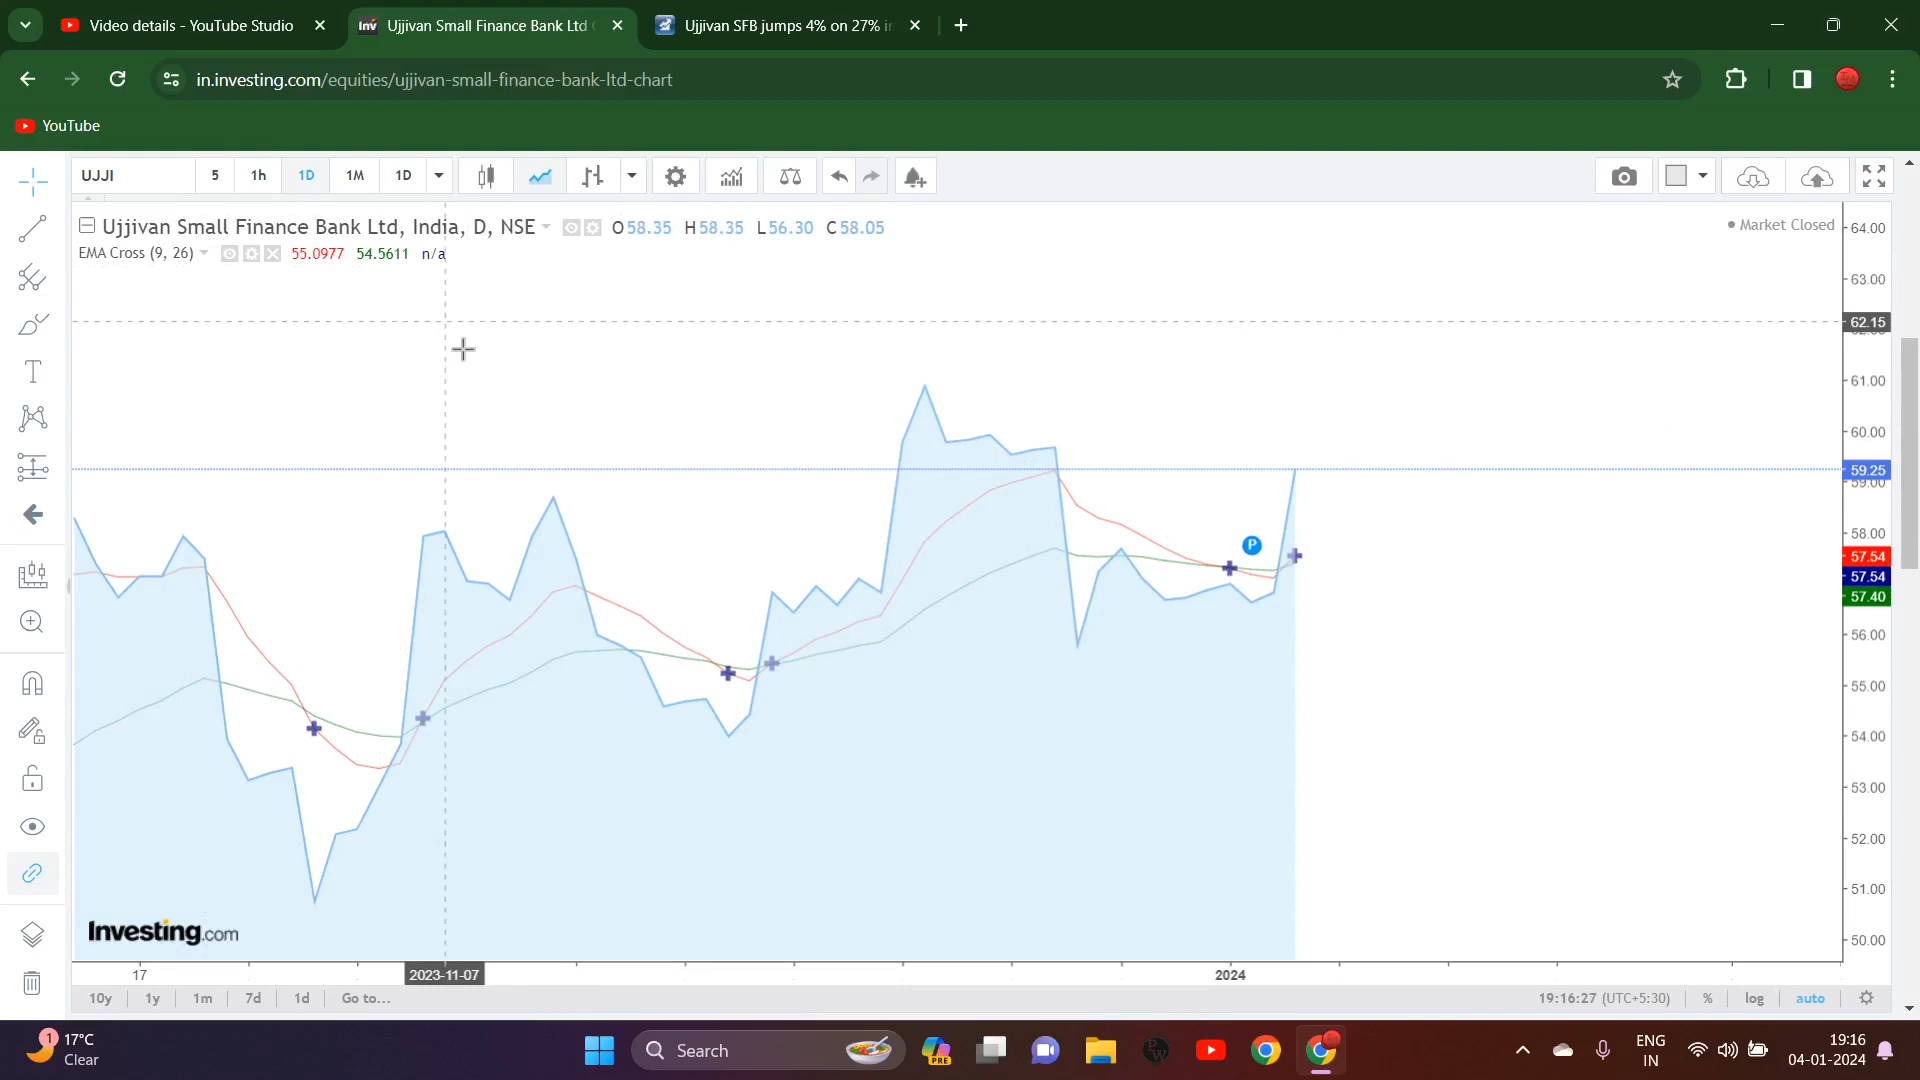 Video details - YouTube Studio
Ujjivan Small Finance Bank Ltd
Ujjivan SFB jumps 4% on 27% i
in.investing.com/equities/ujjivan-small-finance-bank-ltd-chart
YouTube
UJJI 5 1h 1D 1M 1D
Ujjivan Small Finance Bank Ltd, India, D, NSE O58.35 H58.35 L56.30 C58.05
Market Closed
EMA Cross (9, 26) 55.0977 54.5611 n/a
64.00
63.00
62.15
61.00
60.00
59.25
59.00
58.00
57.54
57.54
57.40
56.00
55.00
54.00
53.00
52.00
51.00
50.00
P
Investing.com
17 2023-11-07 2024
10y 1y 1m 7d 1d Go to... 19:16:27 (UTC+5:30) % log auto
1 17°C
Clear
Search
PRE
ENG
IN
19:16
04-01-2024